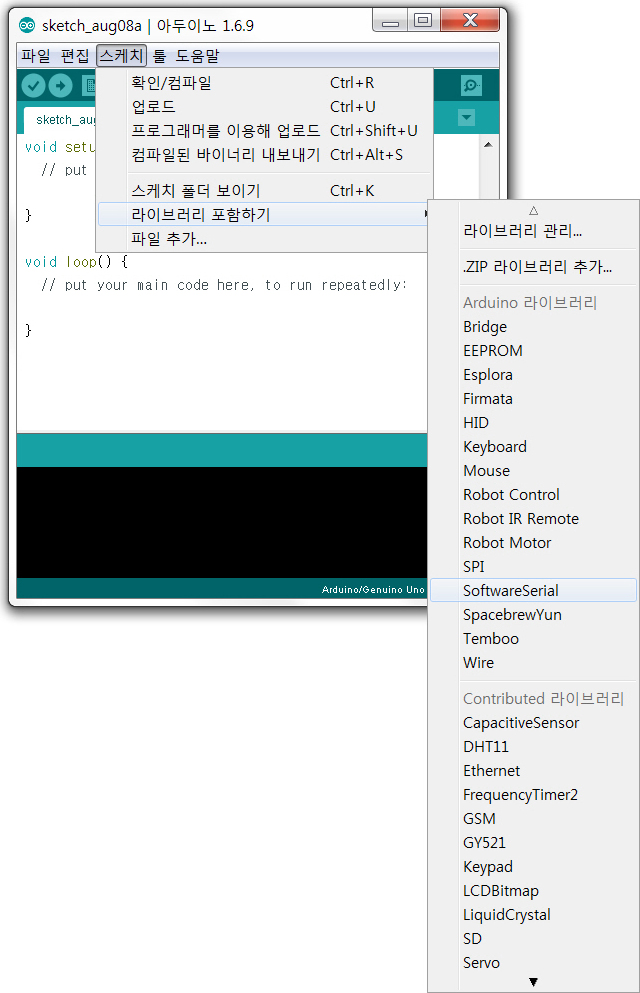 sketch_aug08a | 아두이노 1.6.9
파일 편집 스케치 툴 도움말
확인/컴파일 Ctrl+R
업로드 Ctrl+U
프로그래머를 이용해 업로드 Ctrl+Shift+U
컴파일된 바이너리 내보내기 Ctrl+Alt+S
스케치 폴더 보이기 Ctrl+K
라이브러리 포함하기
파일 추가...
sketch_aug
void setu
// put
}
void loop() {
// put your main code here, to run repeatedly:
}
Arduino/Genuino Uno
라이브러리 관리...
.ZIP 라이브러리 추가...
Arduino 라이브러리
Bridge
EEPROM
Esplora
Firmata
HID
Keyboard
Mouse
Robot Control
Robot IR Remote
Robot Motor
SPI
SoftwareSerial
SpacebrewYun
Temboo
Wire
Contributed 라이브러리
CapacitiveSensor
DHT11
Ethernet
FrequencyTimer2
GSM
GY521
Keypad
LCDBitmap
LiquidCrystal
SD
Servo